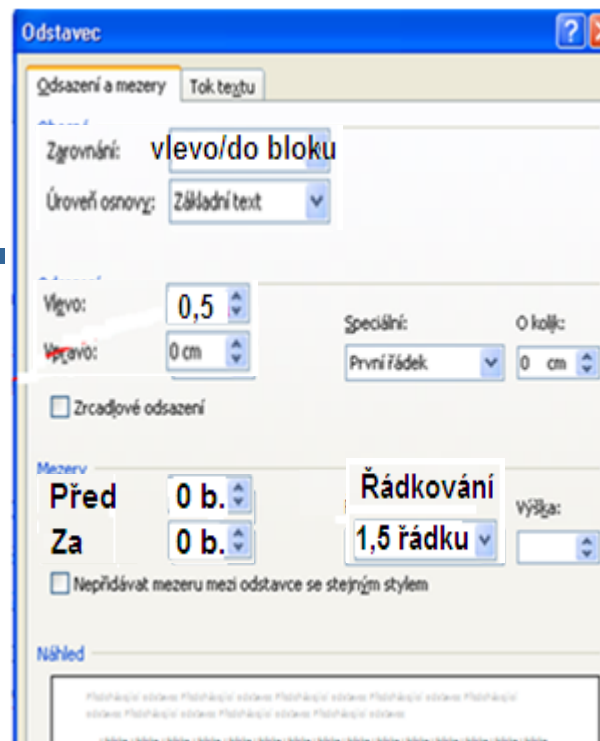 Odstavec
Odsazení a mezery Tok textu
Zarovnání: vlevo/do bloku
Úroveň osnovy: Základní text
Vlevo: 0,5
Speciální: O kolik:
Vpravo: 0 cm
První řádek 0 cm
Zrcadlové odsazení
Mezery
Před 0 b. Řádkování Výška:
Za 0 b. 1,5 řádku
Nepřidávat mezeru mezi odstavce se stejným stylem
Náhled